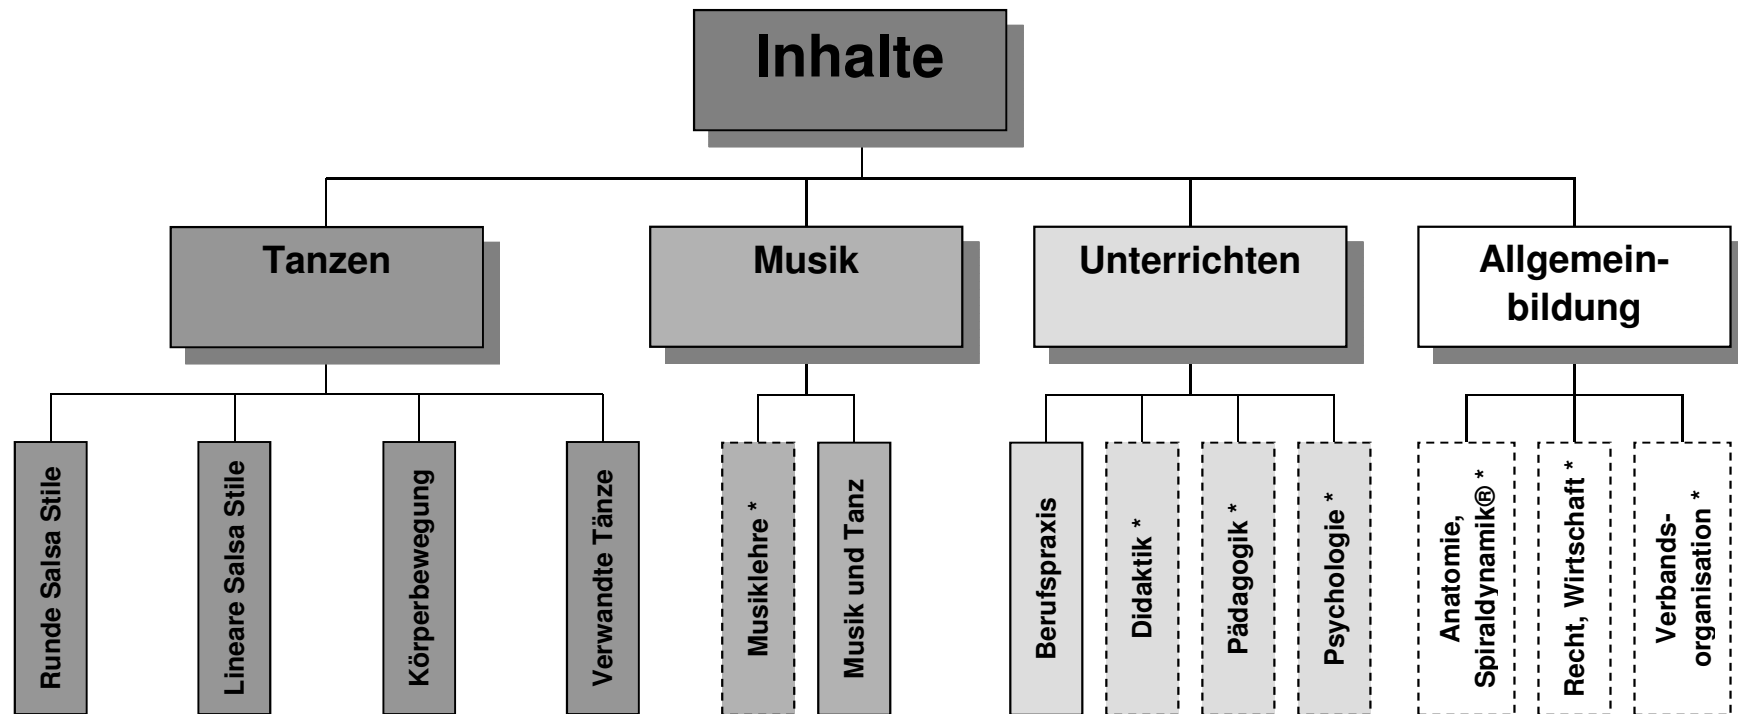 Inhalte
Tanzen
Musik
Unterrichten
Allgemein-
bildung
Runde Salsa Stile
Lineare Salsa Stile
Körperbewegung
Verwandte Tänze
Musiklehre *
Musik und Tanz
Berufspraxis
Didaktik *
Pädagogik *
Psychologie *
Anatomie,
Spiraldynamik® *
Recht, Wirtschaft *
Verbands-
organisation *